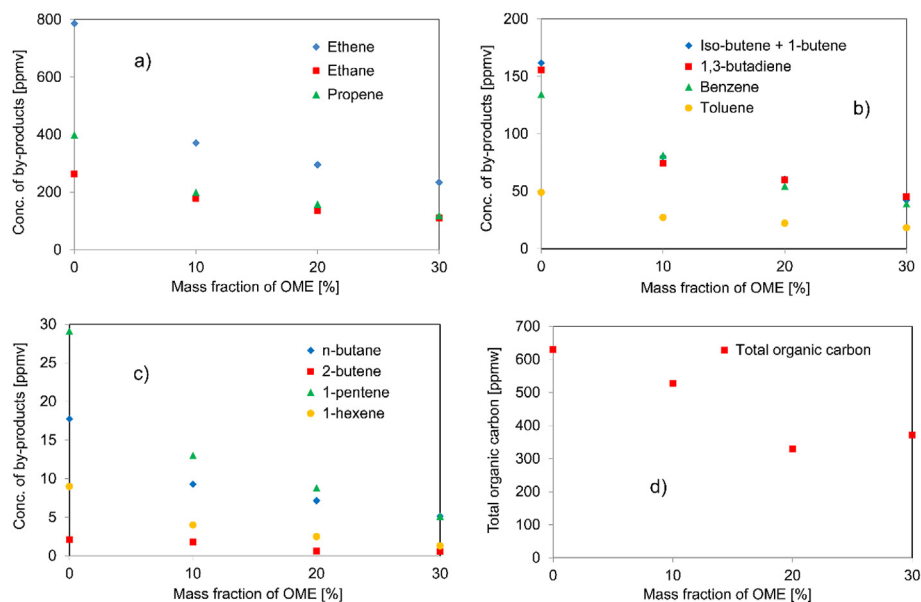 800
600
400
200
0
0
10
20
30
Conc. of by-products [ppmv]
Mass fraction of OME [%]
a)
Ethene
Ethane
Propene
200
150
100
50
0
0
10
20
30
Conc. of by-products [ppmv]
Mass fraction of OME [%]
b)
Iso-butene + 1-butene
1,3-butadiene
Benzene
Toluene
30
25
20
15
10
5
0
0
10
20
30
Conc. of by-products [ppmv]
Mass fraction of OME [%]
c)
n-butane
2-butene
1-pentene
1-hexene
700
600
500
400
300
200
100
0
0
10
20
30
Total organic carbon [ppmw]
Mass fraction of OME [%]
d)
Total organic carbon